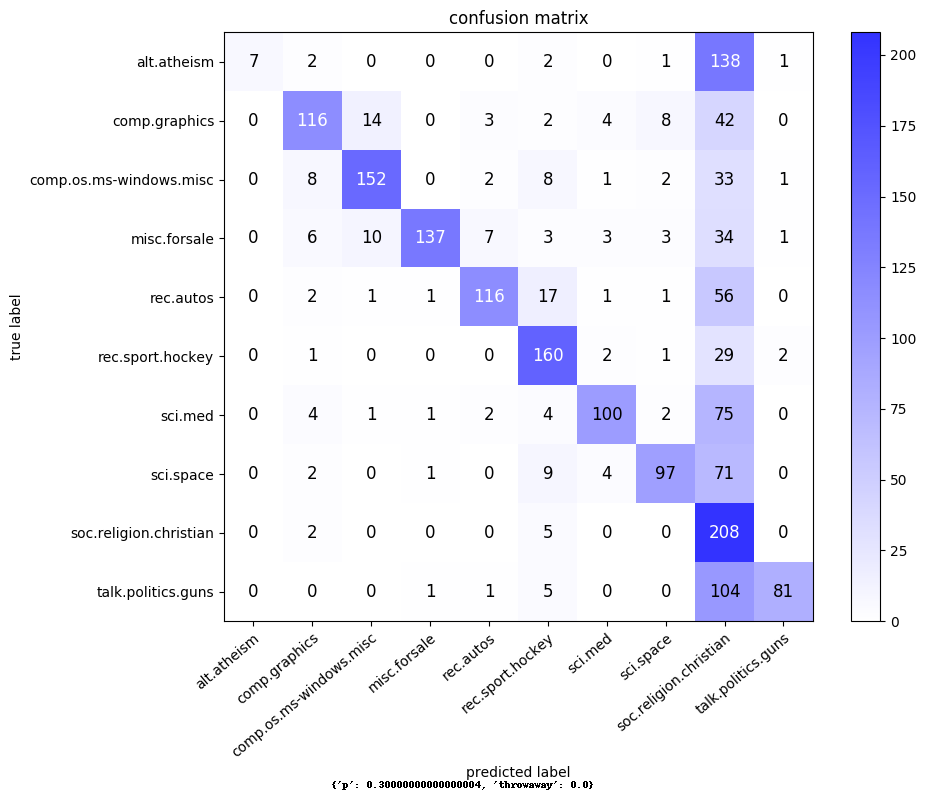 confusion matrix
alt.atheism 7 2 0 0 0 2 0 1 138 1
comp.graphics 0 116 14 0 3 2 4 8 42 0
comp.os.ms-windows.misc 0 8 152 0 2 8 1 2 33 1
misc.forsale 0 6 10 137 7 3 3 3 34 1
rec.autos 0 2 1 1 116 17 1 1 56 0
rec.sport.hockey 0 1 0 0 0 160 2 1 29 2
sci.med 0 4 1 1 2 4 100 2 75 0
sci.space 0 2 0 1 0 9 4 97 71 0
soc.religion.christian 0 2 0 0 0 5 0 0 208 0
talk.politics.guns 0 0 0 1 1 5 0 0 104 81
true label
alt.atheism
comp.graphics
comp.os.ms-windows.misc
misc.forsale
rec.autos
rec.sport.hockey
sci.med
sci.space
soc.religion.christian
talk.politics.guns
predicted label
{'p': 0.30000000000000004, 'throwaway': 0.0}
200
175
150
125
100
75
50
25
0